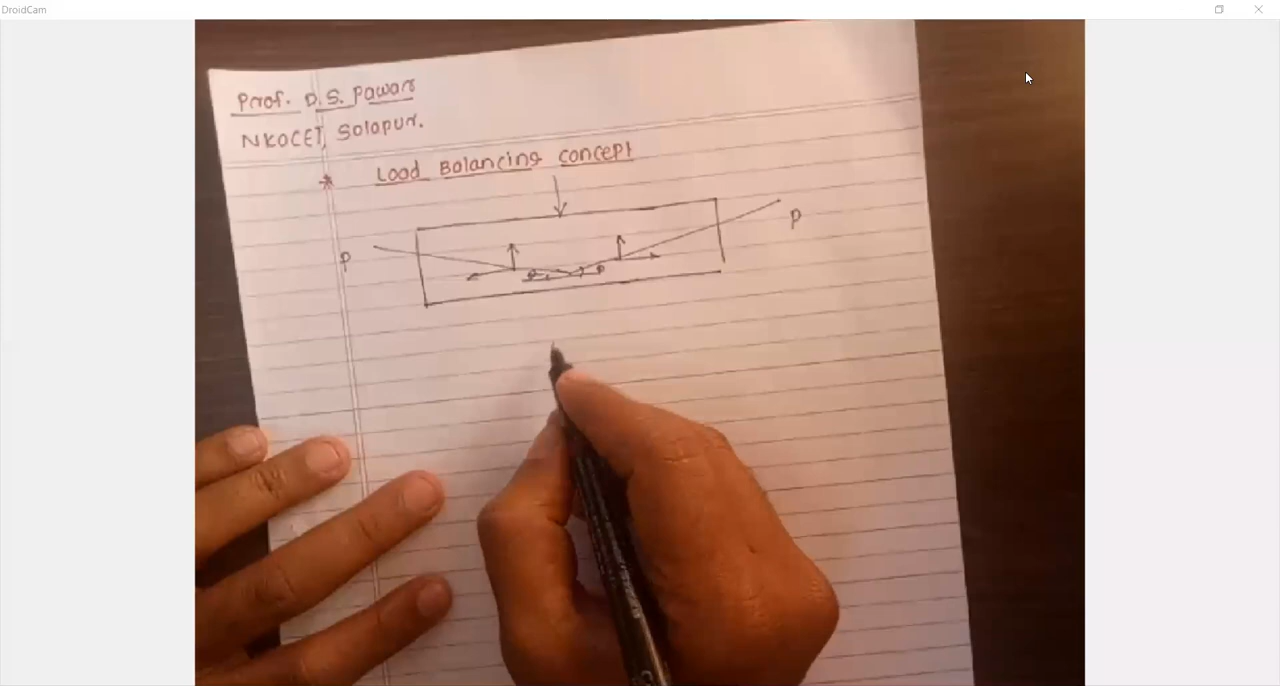 DroidCam
Prof. D.S. Pawar
NKOCET, Solapur.
* Load Balancing Concept
P
P
θ θ